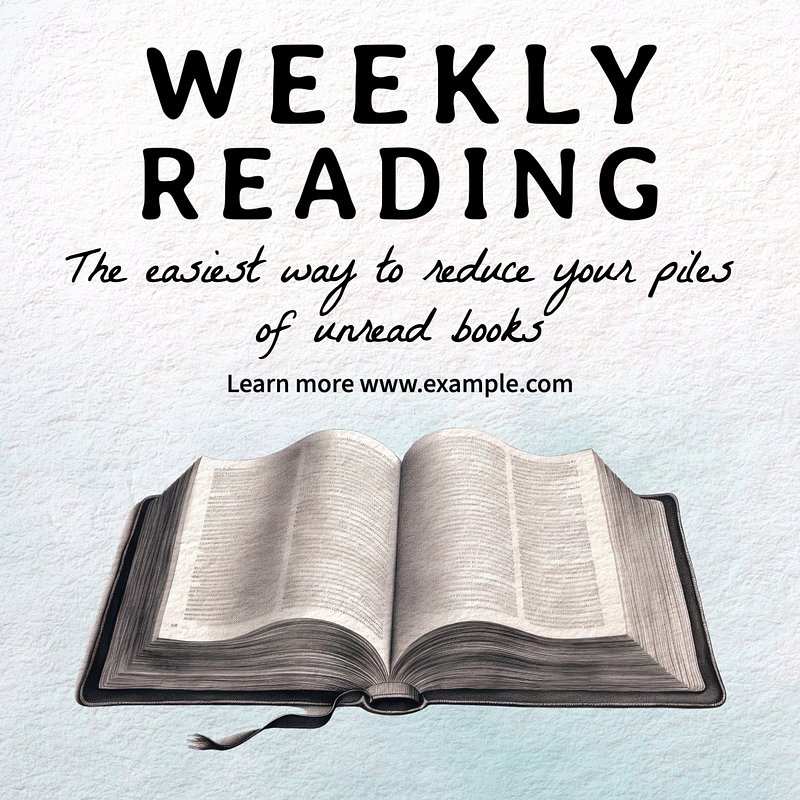 WEEKLY
READING
The easiest way to reduce your piles
of unread books
Learn more www.example.com